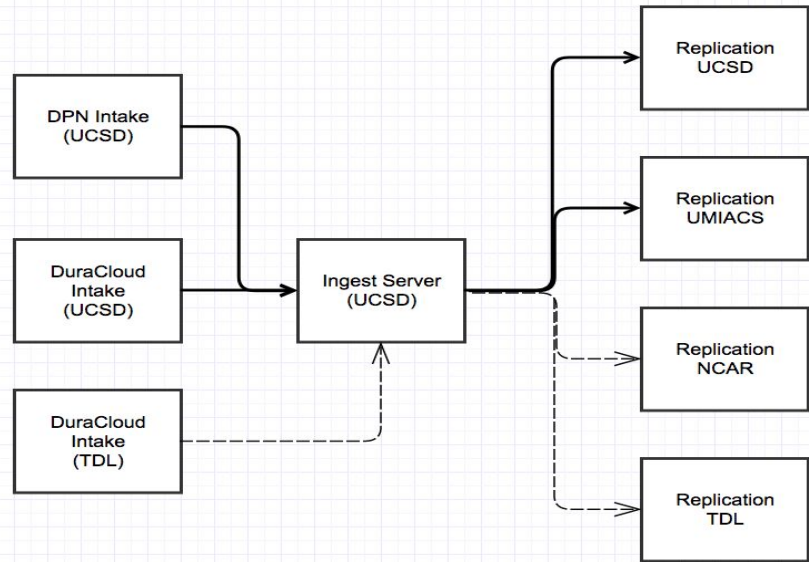 DPN Intake
(UCSD)
DuraCloud
Intake
(UCSD)
DuraCloud
Intake
(TDL)
Ingest Server
(UCSD)
Replication
UCSD
Replication
UMIACS
Replication
NCAR
Replication
TDL